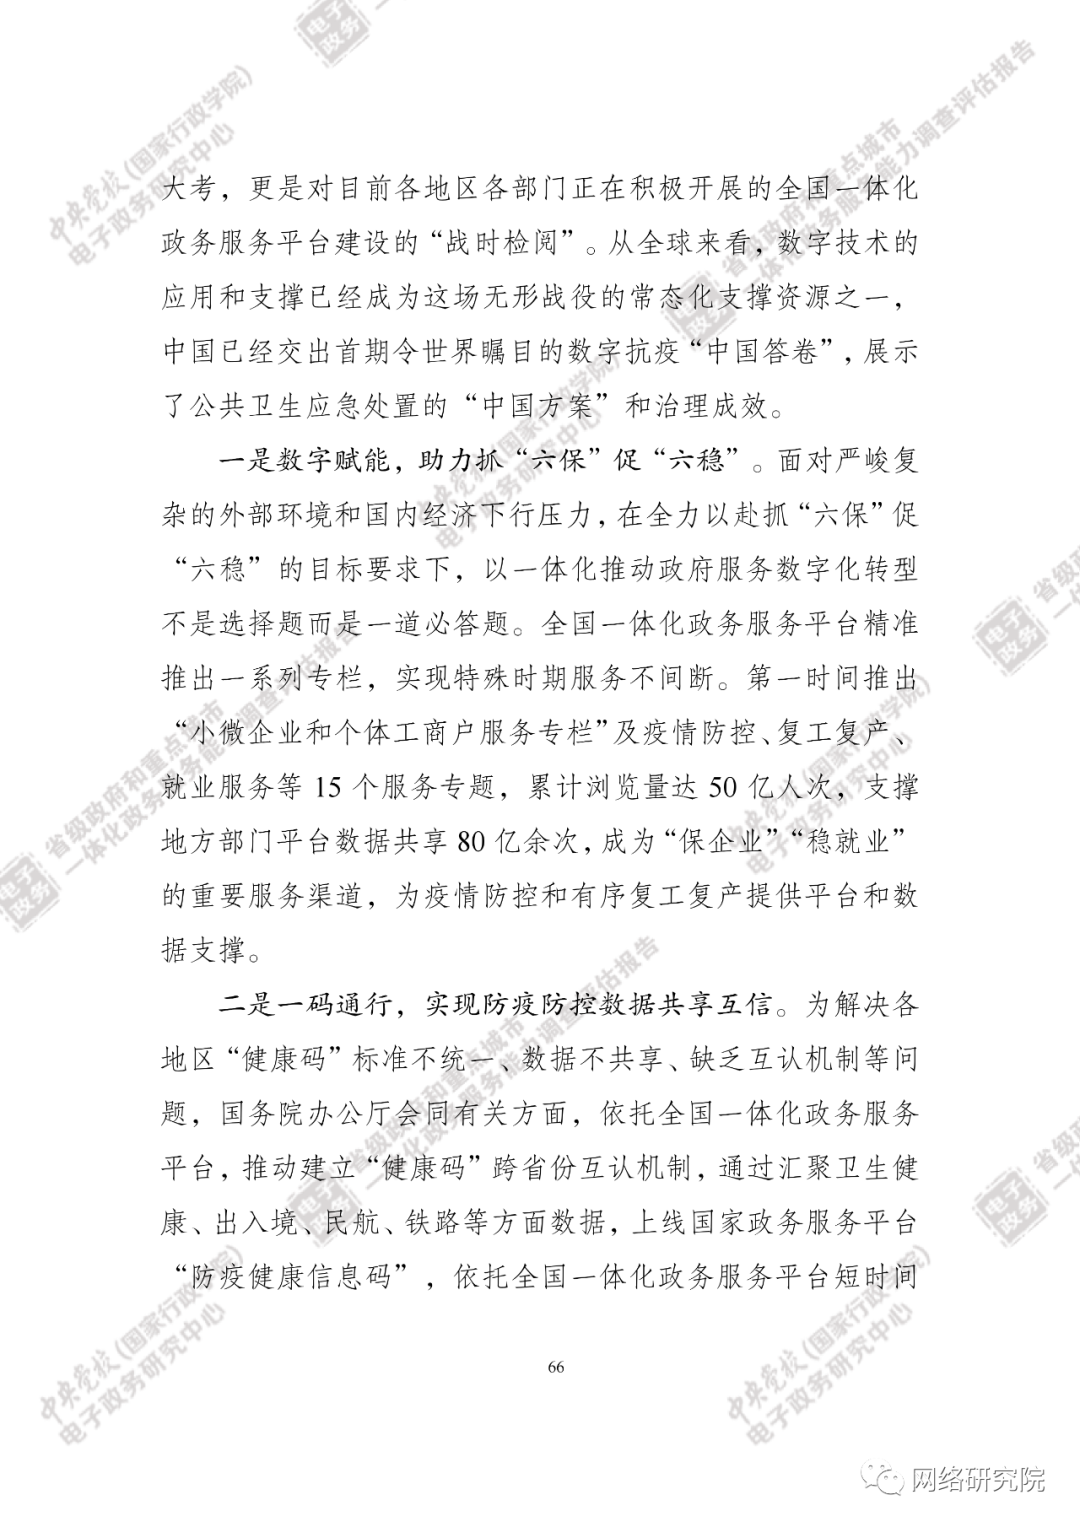 大考，更是对目前各地区各部门正在积极开展的全国一体化
政务服务平台建设的“战时检阅”。从全球来看，数字技术的
应用和支撑已经成为这场无形战役的常态化支撑资源之一，
中国已经交出首期令世界瞩目的数字抗疫“中国答卷”，展示
了公共卫生应急处置的“中国方案”和治理成效。
一是数字赋能，助力抓“六保”促“六稳”。面对严峻复
杂的外部环境和国内经济下行压力，在全力以赴抓“六保”促
“六稳”的目标要求下，以一体化推动政府服务数字化转型
不是选择题而是一道必答题。全国一体化政务服务平台精准
推出一系列专栏，实现特殊时期服务不间断。第一时间推出
“小微企业和个体工商户服务专栏”及疫情防控、复工复产、
就业服务等 15 个服务专题，累计浏览量达 50 亿人次，支撑
地方部门平台数据共享 80 亿余次，成为“保企业”“稳就业”
的重要服务渠道，为疫情防控和有序复工复产提供平台和数
据支撑。
二是一码通行，实现防疫防控数据共享互信。为解决各
地区“健康码”标准不统一、数据不共享、缺乏互认机制等问
题，国务院办公厅会同有关方面，依托全国一体化政务服务
平台，推动建立“健康码”跨省份互认机制，通过汇聚卫生健
康、出入境、民航、铁路等方面数据，上线国家政务服务平台
“防疫健康信息码”，依托全国一体化政务服务平台短时间
66
网络研究院
中央党校（国家行政学院）
电子政务研究中心
省级政府和重点城市
一体化政务服务能力调查评估报告
电子
政务